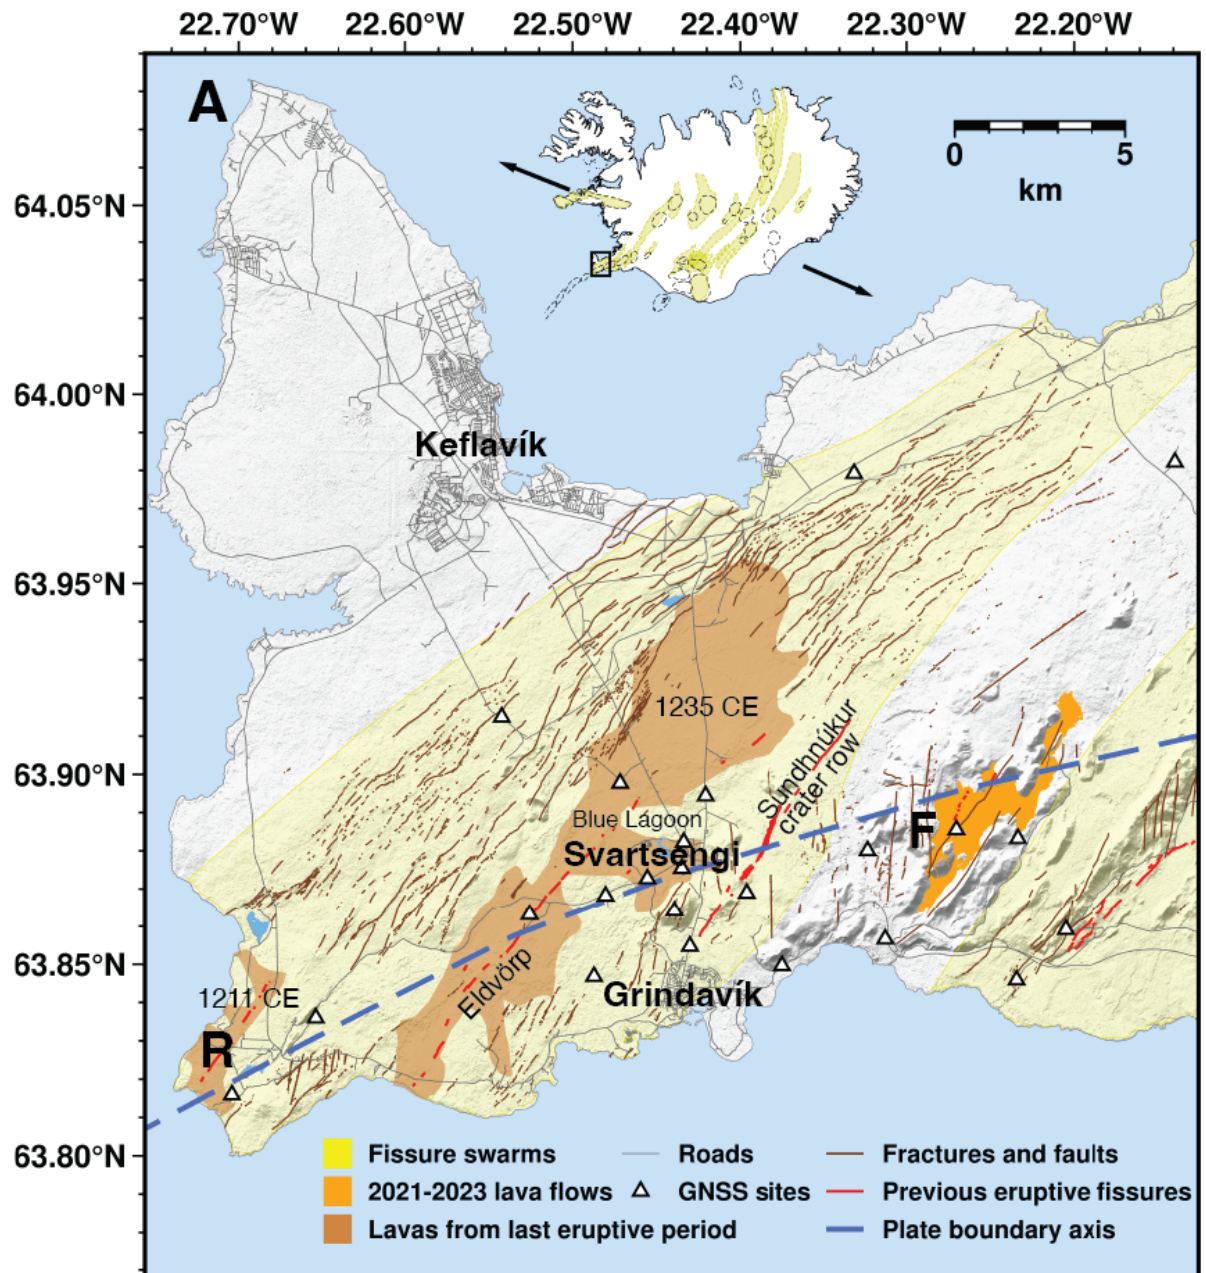 22.70°W 22.60°W 22.50°W 22.40°W 22.30°W 22.20°W
A
0 5
km
64.05°N
64.00°N
Keflavík
63.95°N
1235 CE
Sundhnúkur
crater row
63.90°N
Blue Lagoon
F
Svartsengi
63.85°N
Eldvörp
Grindavík
1211 CE
R
63.80°N
Fissure swarms
Roads
Fractures and faults
2021-2023 lava flows
GNSS sites
Previous eruptive fissures
Lavas from last eruptive period
Plate boundary axis